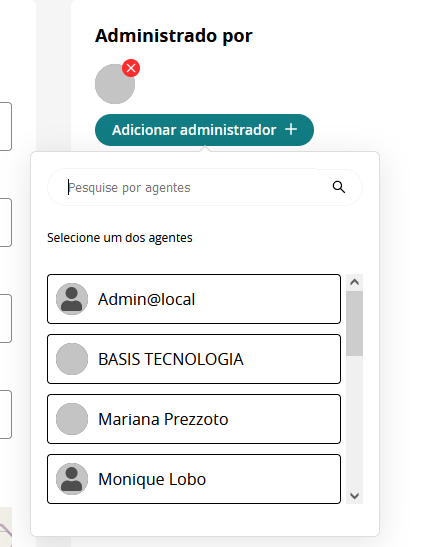 Administrado por
Adicionar administrador +
Pesquise por agentes
Selecione um dos agentes
Admin@local
BASIS TECNOLOGIA
Mariana Prezzoto
Monique Lobo